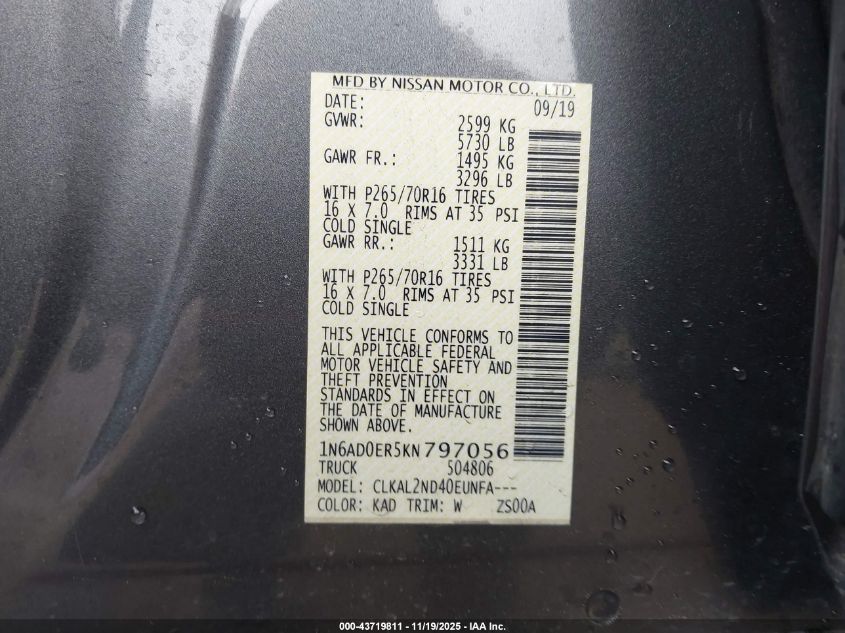 MFD BY NISSAN MOTOR CO., LTD.
DATE: 09/19
GVWR: 2599 KG
5730 LB
GAWR FR.: 1495 KG
3296 LB
WITH P265/70R16 TIRES
16 X 7.0 RIMS AT 35 PSI
COLD SINGLE
GAWR RR.: 1511 KG
3331 LB
WITH P265/70R16 TIRES
16 X 7.0 RIMS AT 35 PSI
COLD SINGLE
THIS VEHICLE CONFORMS TO
ALL APPLICABLE FEDERAL
MOTOR VEHICLE SAFETY AND
THEFT PREVENTION
STANDARDS IN EFFECT ON
THE DATE OF MANUFACTURE
SHOWN ABOVE.
1N6AD0ER5KN797056
TRUCK 504806
MODEL: CLKAL2ND40EUNFA---
COLOR: KAD TRIM: W ZS00A
000-43719811 - 11/19/2025 - IAA Inc.